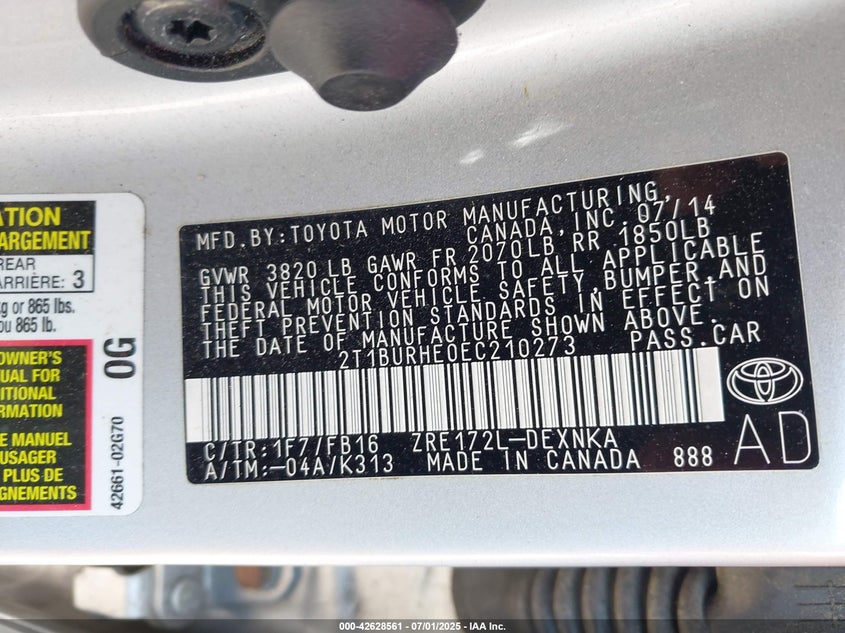 ATION
ARGEMENT
REAR
ARRIÈRE: 3
kg or 865 lbs.
ou 865 lb.
OWNER'S
UAL FOR
ITIONAL
ORMATION
LE MANUEL
USAGER
PLUS DE
GNEMENTS
0G
42661-02G70
MFD.BY:TOYOTA MOTOR MANUFACTURING,
CANADA, INC.07/14
GVWR 3820 LB GAWR FR 2070LB, RR 1850LB
THIS VEHICLE CONFORMS TO ALL APPLICABLE
FEDERAL MOTOR VEHICLE SAFETY,BUMPER,AND
THEFT PREVENTION STANDARDS IN EFFECT ON
THE DATE OF MANUFACTURE SHOWN ABOVE.
2T1BURHE0EC210273 PASS.CAR
C/TR:1F7/FB16 ZRE172L-DEXNKA
A/TM:-04A/K313 MADE IN CANADA 888
AD
000-42628561 - 07/01/2025 - IAA Inc.